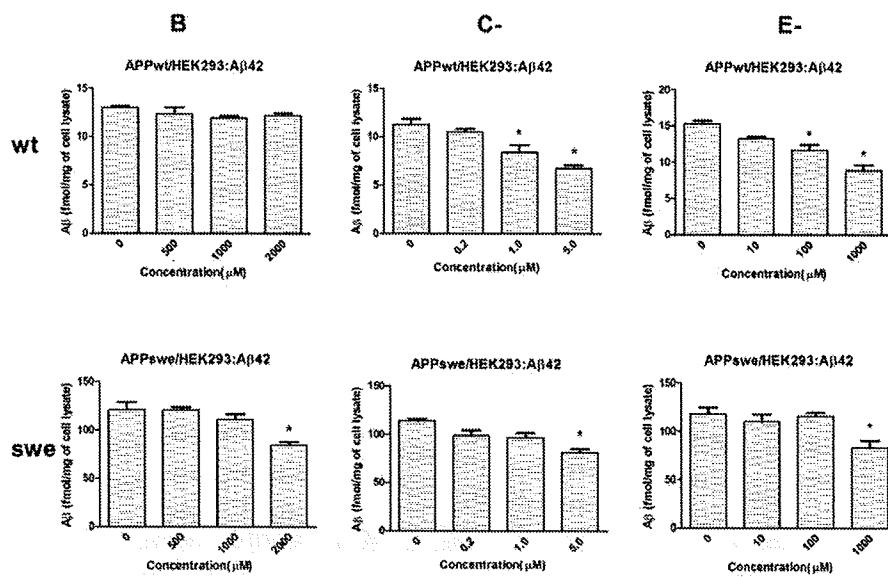 B C- E-
wt
APPwt/HEK293:Aβ42
Aβ (fmol/mg of cell lysate)
15
10
5
0
0 500 1000 2000
Concentration(μM)
APPwt/HEK293:Aβ42
Aβ (fmol/mg of cell lysate)
15
10
5
0
* *
0 0.2 1.0 5.0
Concentration(μM)
APPwt/HEK293:Aβ42
Aβ (fmol/mg of cell lysate)
20
15
10
5
0
* *
0 10 100 1000
Concentration(μM)
swe
APPswe/HEK293:Aβ42
Aβ (fmol/mg of cell lysate)
150
100
50
0
*
0 500 1000 2000
Concentration(μM)
APPswe/HEK293:Aβ42
Aβ (fmol/mg of cell lysate)
150
100
50
0
*
0 0.2 1.0 5.0
Concentration(μM)
APPswe/HEK293:Aβ42
Aβ (fmol/mg of cell lysate)
150
100
50
0
*
0 10 100 1000
Concentration(μM)